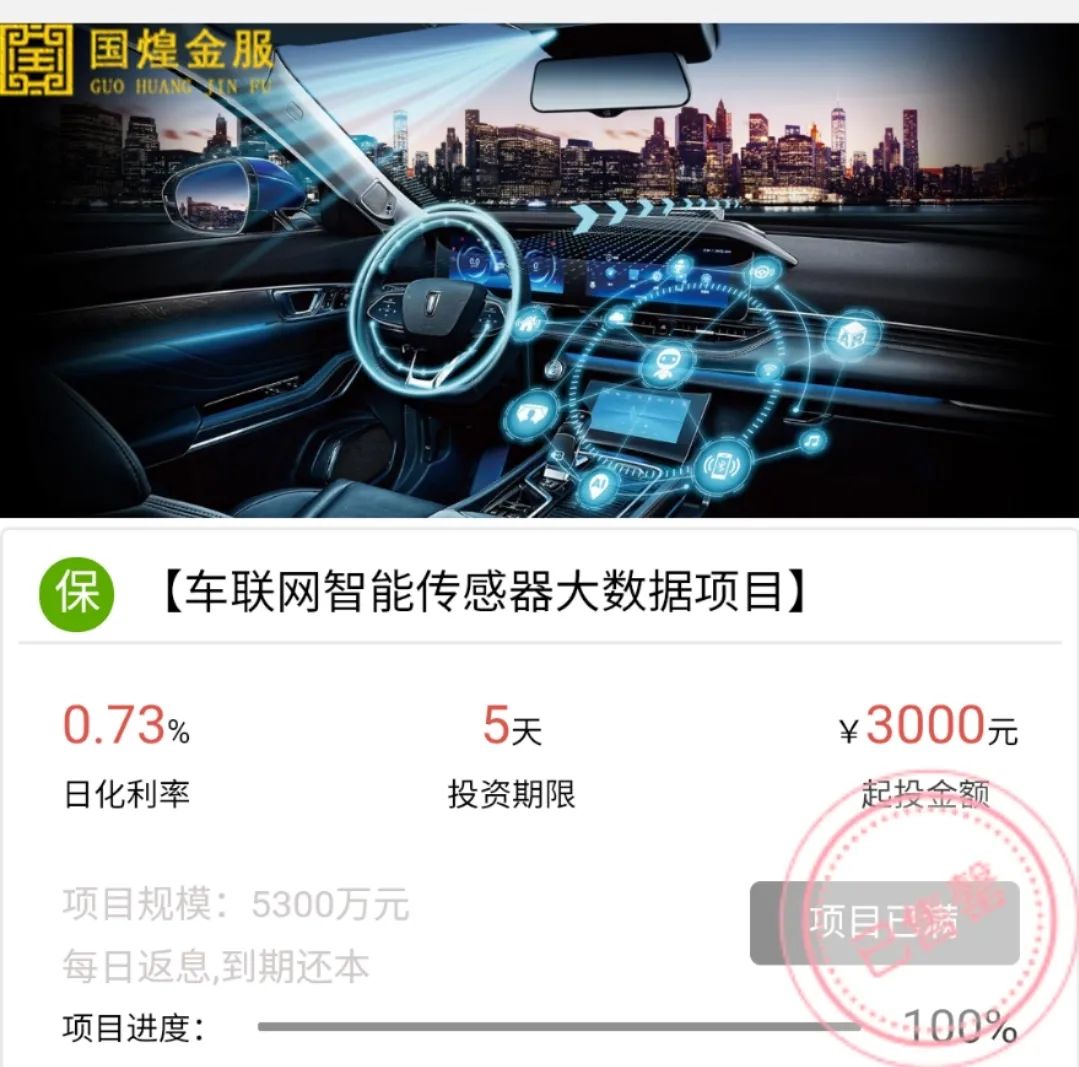 国煌金服
GUO HUANG JIN FU
AI
保 【车联网智能传感器大数据项目】
0.73% 5天 ¥3000元
日化利率 投资期限 起投金额
项目规模：5300万元 项目已满
已售罄
每日返息,到期还本
项目进度： 100%